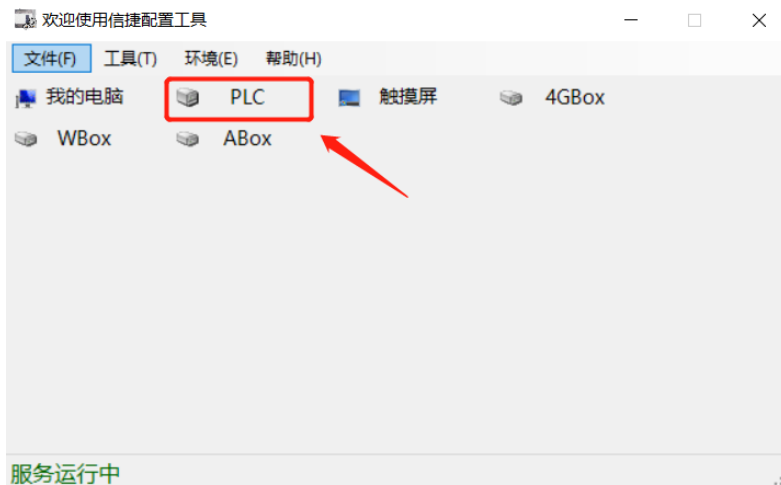 欢迎使用信捷配置工具
文件(F) 工具(T) 环境(E) 帮助(H)
我的电脑 PLC 触摸屏 4GBox
WBox ABox
服务运行中